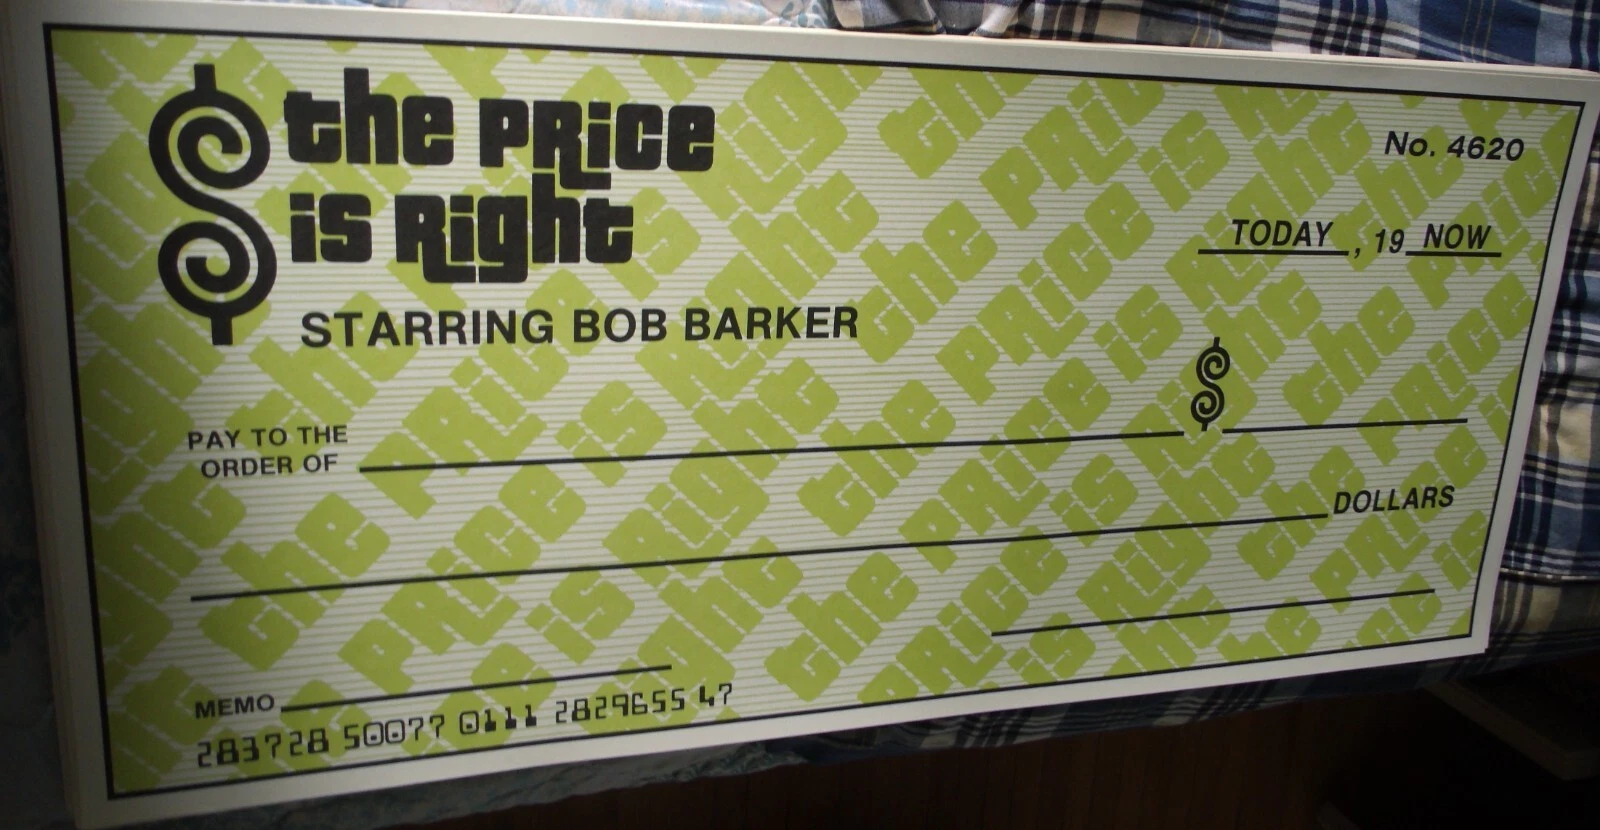 the PRice
is Right
STARRING BOB BARKER
No. 4620
TODAY, 19 NOW
PAY TO THE
ORDER OF
$
DOLLARS
MEMO
283728 50077 0111 2829655 47